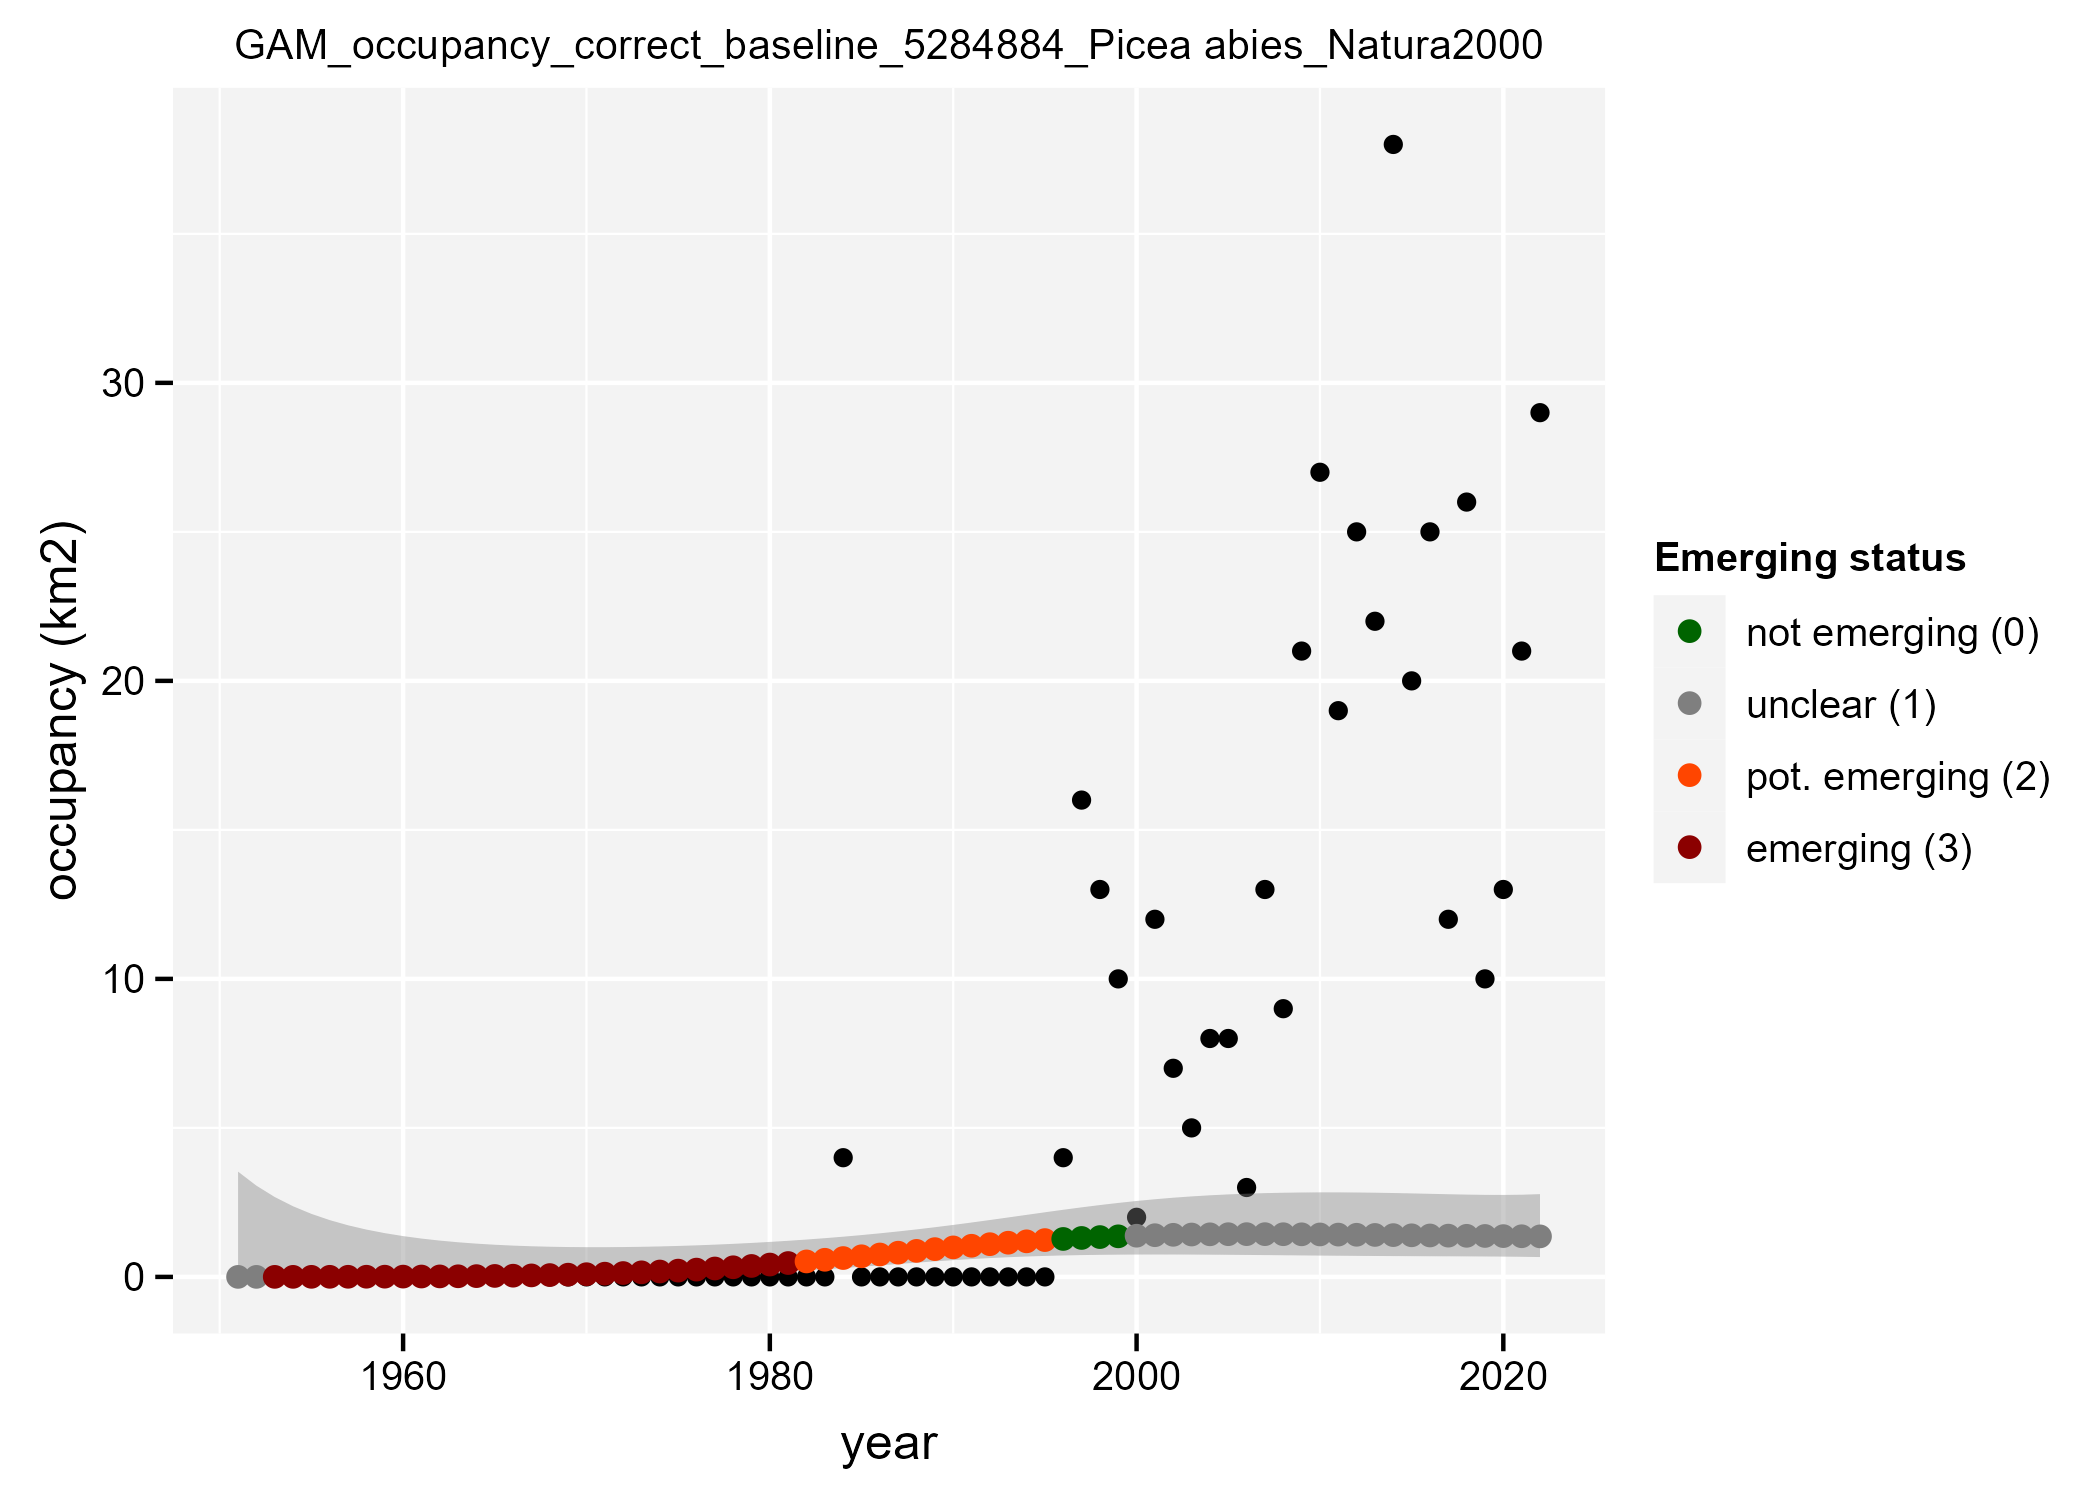 GAM_occupancy_correct_baseline_5284884_Picea abies_Natura2000
30
20
10
0
occupancy (km2)
1960
1980
2000
2020
year
Emerging status
not emerging (0)
unclear (1)
pot. emerging (2)
emerging (3)